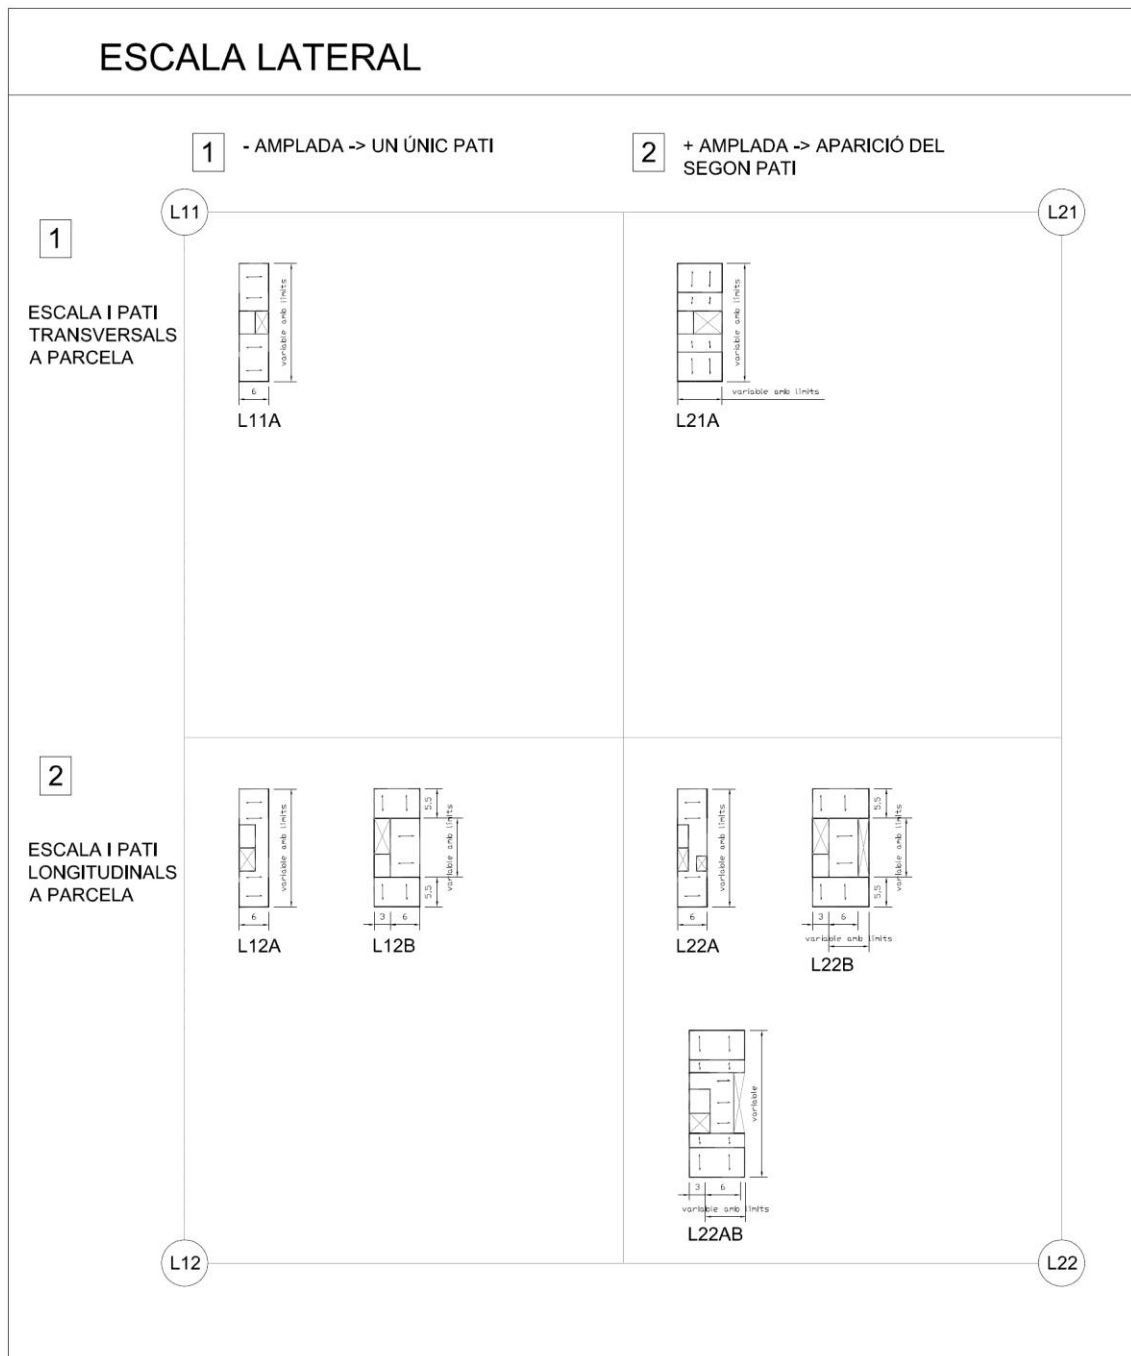 ESCALA LATERAL
1
- AMPLADA -> UN ÚNIC PATI
2
+ AMPLADA -> APARICIÓ DEL
SEGON PATI
L11
L21
1
ESCALA I PATI
TRANSVERSALS
A PARCELA
variable amb límits
6
L11A
variable amb límits
variable amb límits
L21A
2
ESCALA I PATI
LONGITUDINALS
A PARCELA
variable amb límits
6
L12A
5.5
variable amb límits
5.5
3
6
L12B
variable amb límits
6
L22A
5.5
variable amb límits
5.5
3
6
variable amb límits
L22B
variable
3
6
variable amb límits
L22AB
L12
L22